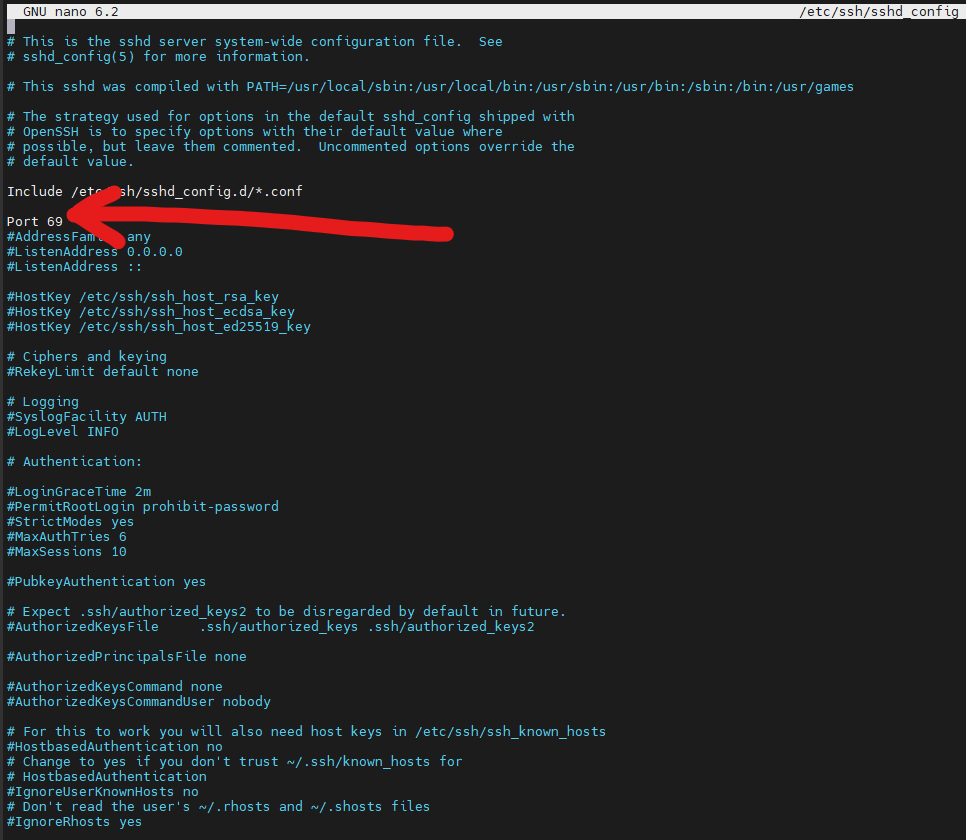 GNU nano 6.2 /etc/ssh/sshd_config
# This is the sshd server system-wide configuration file.  See
# sshd_config(5) for more information.
# This sshd was compiled with PATH=/usr/local/sbin:/usr/local/bin:/usr/sbin:/usr/bin:/sbin:/bin:/usr/games
# The strategy used for options in the default sshd_config shipped with
# OpenSSH is to specify options with their default value where
# possible, but leave them commented.  Uncommented options override the
# default value.
Include sh/sshd_config.d/*.conf
Port 69
any
#ListenAddress 0.0.0.0
#ListenAddress ::
#HostKey /etc/ssh/ssh_host_rsa_key
#HostKey /etc/ssh/ssh_host_ecdsa_key
#HostKey /etc/ssh/ssh_host_ed25519_key
# Ciphers and keying
#RekeyLimit default none
# Logging
#SyslogFacility AUTH
#LogLevel INFO
# Authentication:
#LoginGraceTime 2m
#PermitRootLogin prohibit-password
#StrictModes yes
#MaxAuthTries 6
#MaxSessions 10
#PubkeyAuthentication yes
# Expect .ssh/authorized_keys2 to be disregarded by default in future.
#AuthorizedKeysFile     .ssh/authorized_keys .ssh/authorized_keys2
#AuthorizedPrincipalsFile none
#AuthorizedKeysCommand none
#AuthorizedKeysCommandUser nobody
# For this to work you will also need host keys in /etc/ssh/ssh_known_hosts
#HostbasedAuthentication no
# Change to yes if you don't trust ~/.ssh/known_hosts for
# HostbasedAuthentication
#IgnoreUserKnownHosts no
# Don't read the user's ~/.rhosts and ~/.shosts files
#IgnoreRhosts yes